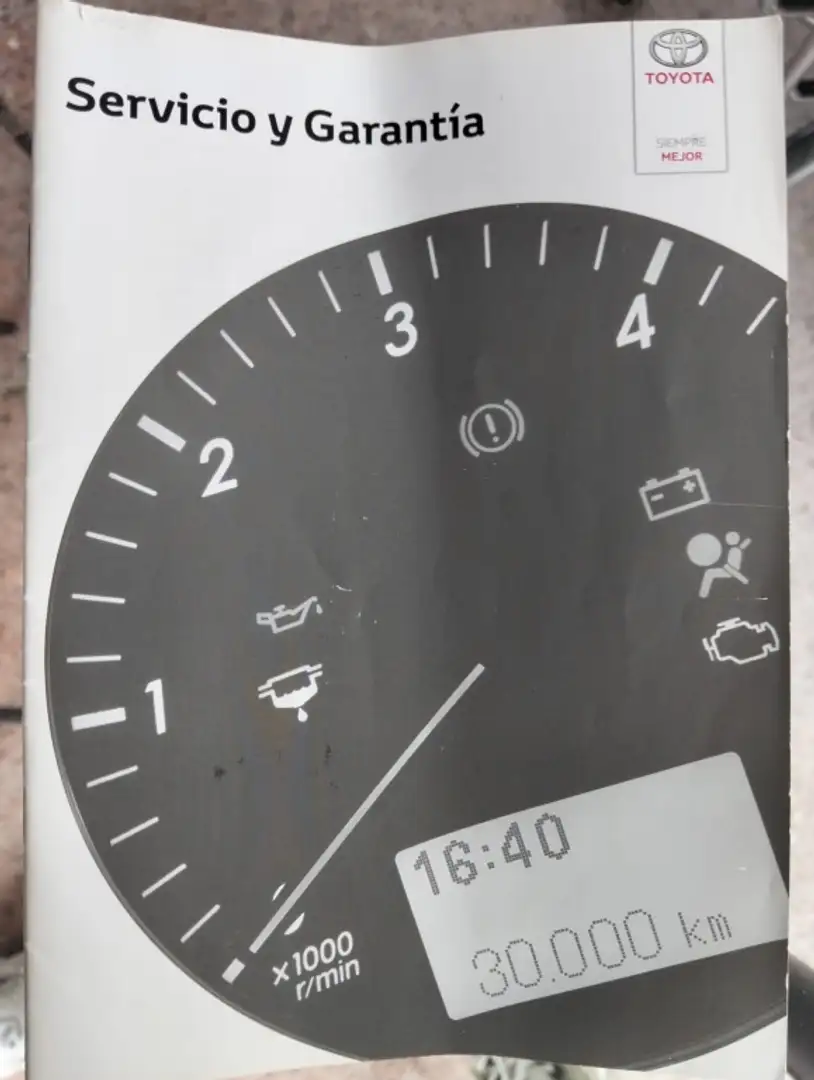 Servicio y Garantía
TOYOTA
SIEMPRE
MEJOR
3
4
2
1
16:40
30.000 km
x1000
r/min